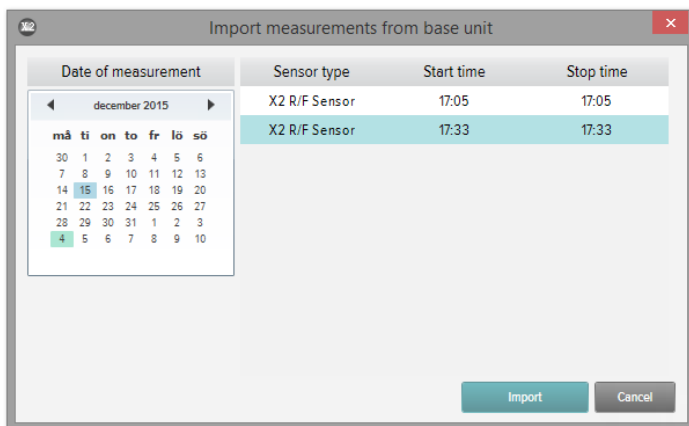 Xi2
Import measurements from base unit
Date of measurement
december 2015
må ti on to fr lö sö
30 1 2 3 4 5 6
7 8 9 10 11 12 13
14 15 16 17 18 19 20
21 22 23 24 25 26 27
28 29 30 31 1 2 3
4 5 6 7 8 9 10
Sensor type Start time Stop time
X2 R/F Sensor 17:05 17:05
X2 R/F Sensor 17:33 17:33
Import Cancel